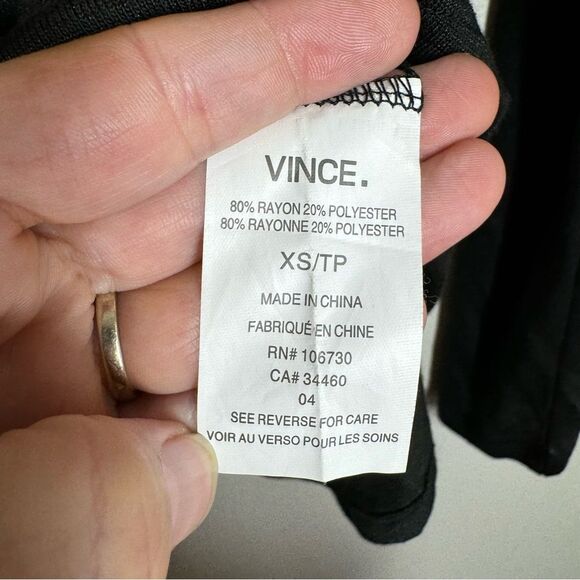 VINCE.
80% RAYON 20% POLYESTER
80% RAYONNE 20% POLYESTER
XS/TP
MADE IN CHINA
FABRIQUÉ EN CHINE
RN# 106730
CA# 34460
04
SEE REVERSE FOR CARE
VOIR AU VERSO POUR LES SOINS